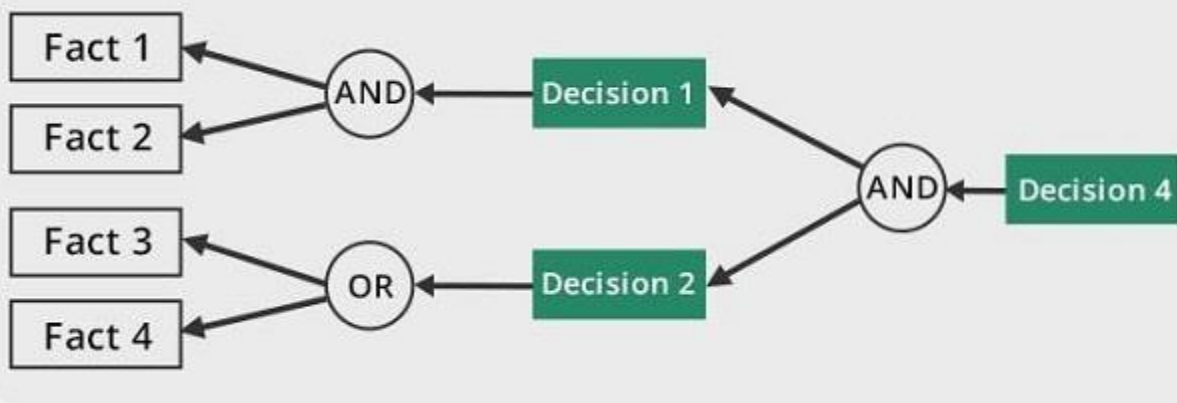 Fact 1
Fact 2
AND
Decision 1
Fact 3
Fact 4
OR
Decision 2
AND
Decision 4